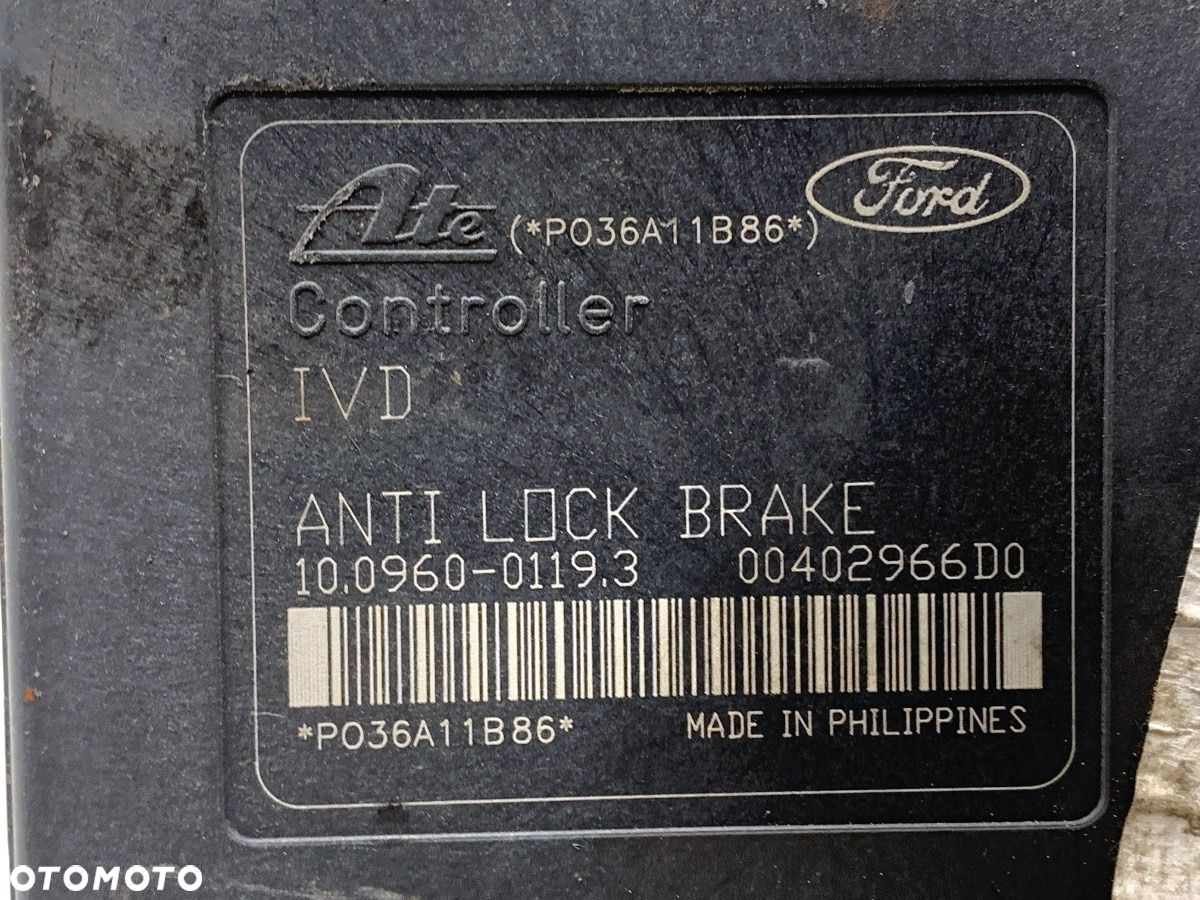 Ate (*P036A11B86*) Ford
Controller
IVD
ANTI LOCK BRAKE
10.0960-0119.3 00402966D0
*P036A11B86* MADE IN PHILIPPINES
OTOMOTO